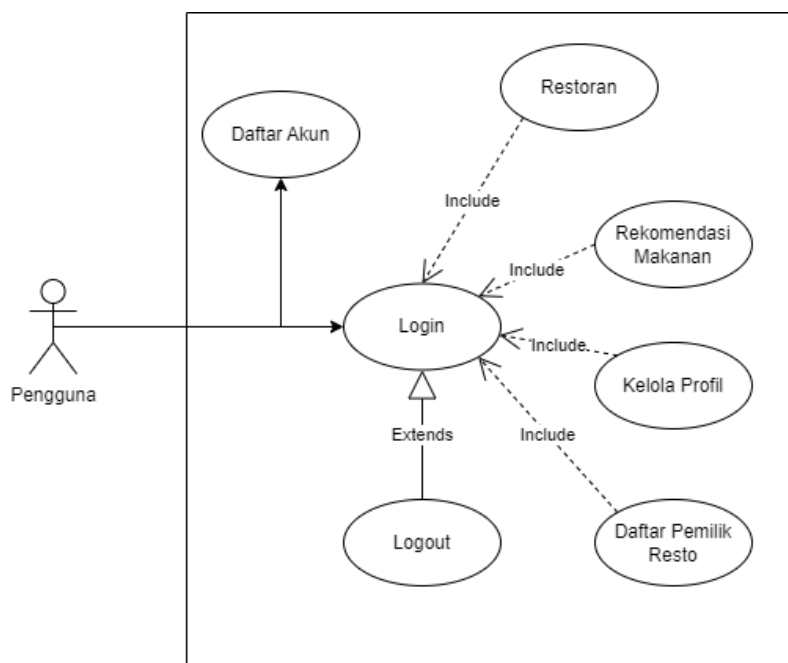 Restoran
Daftar Akun
Include
Rekomendasi
Makanan
Include
Login
Include
Pengguna
Kelola Profil
Extends
Include
Logout
Daftar Pemilik
Resto